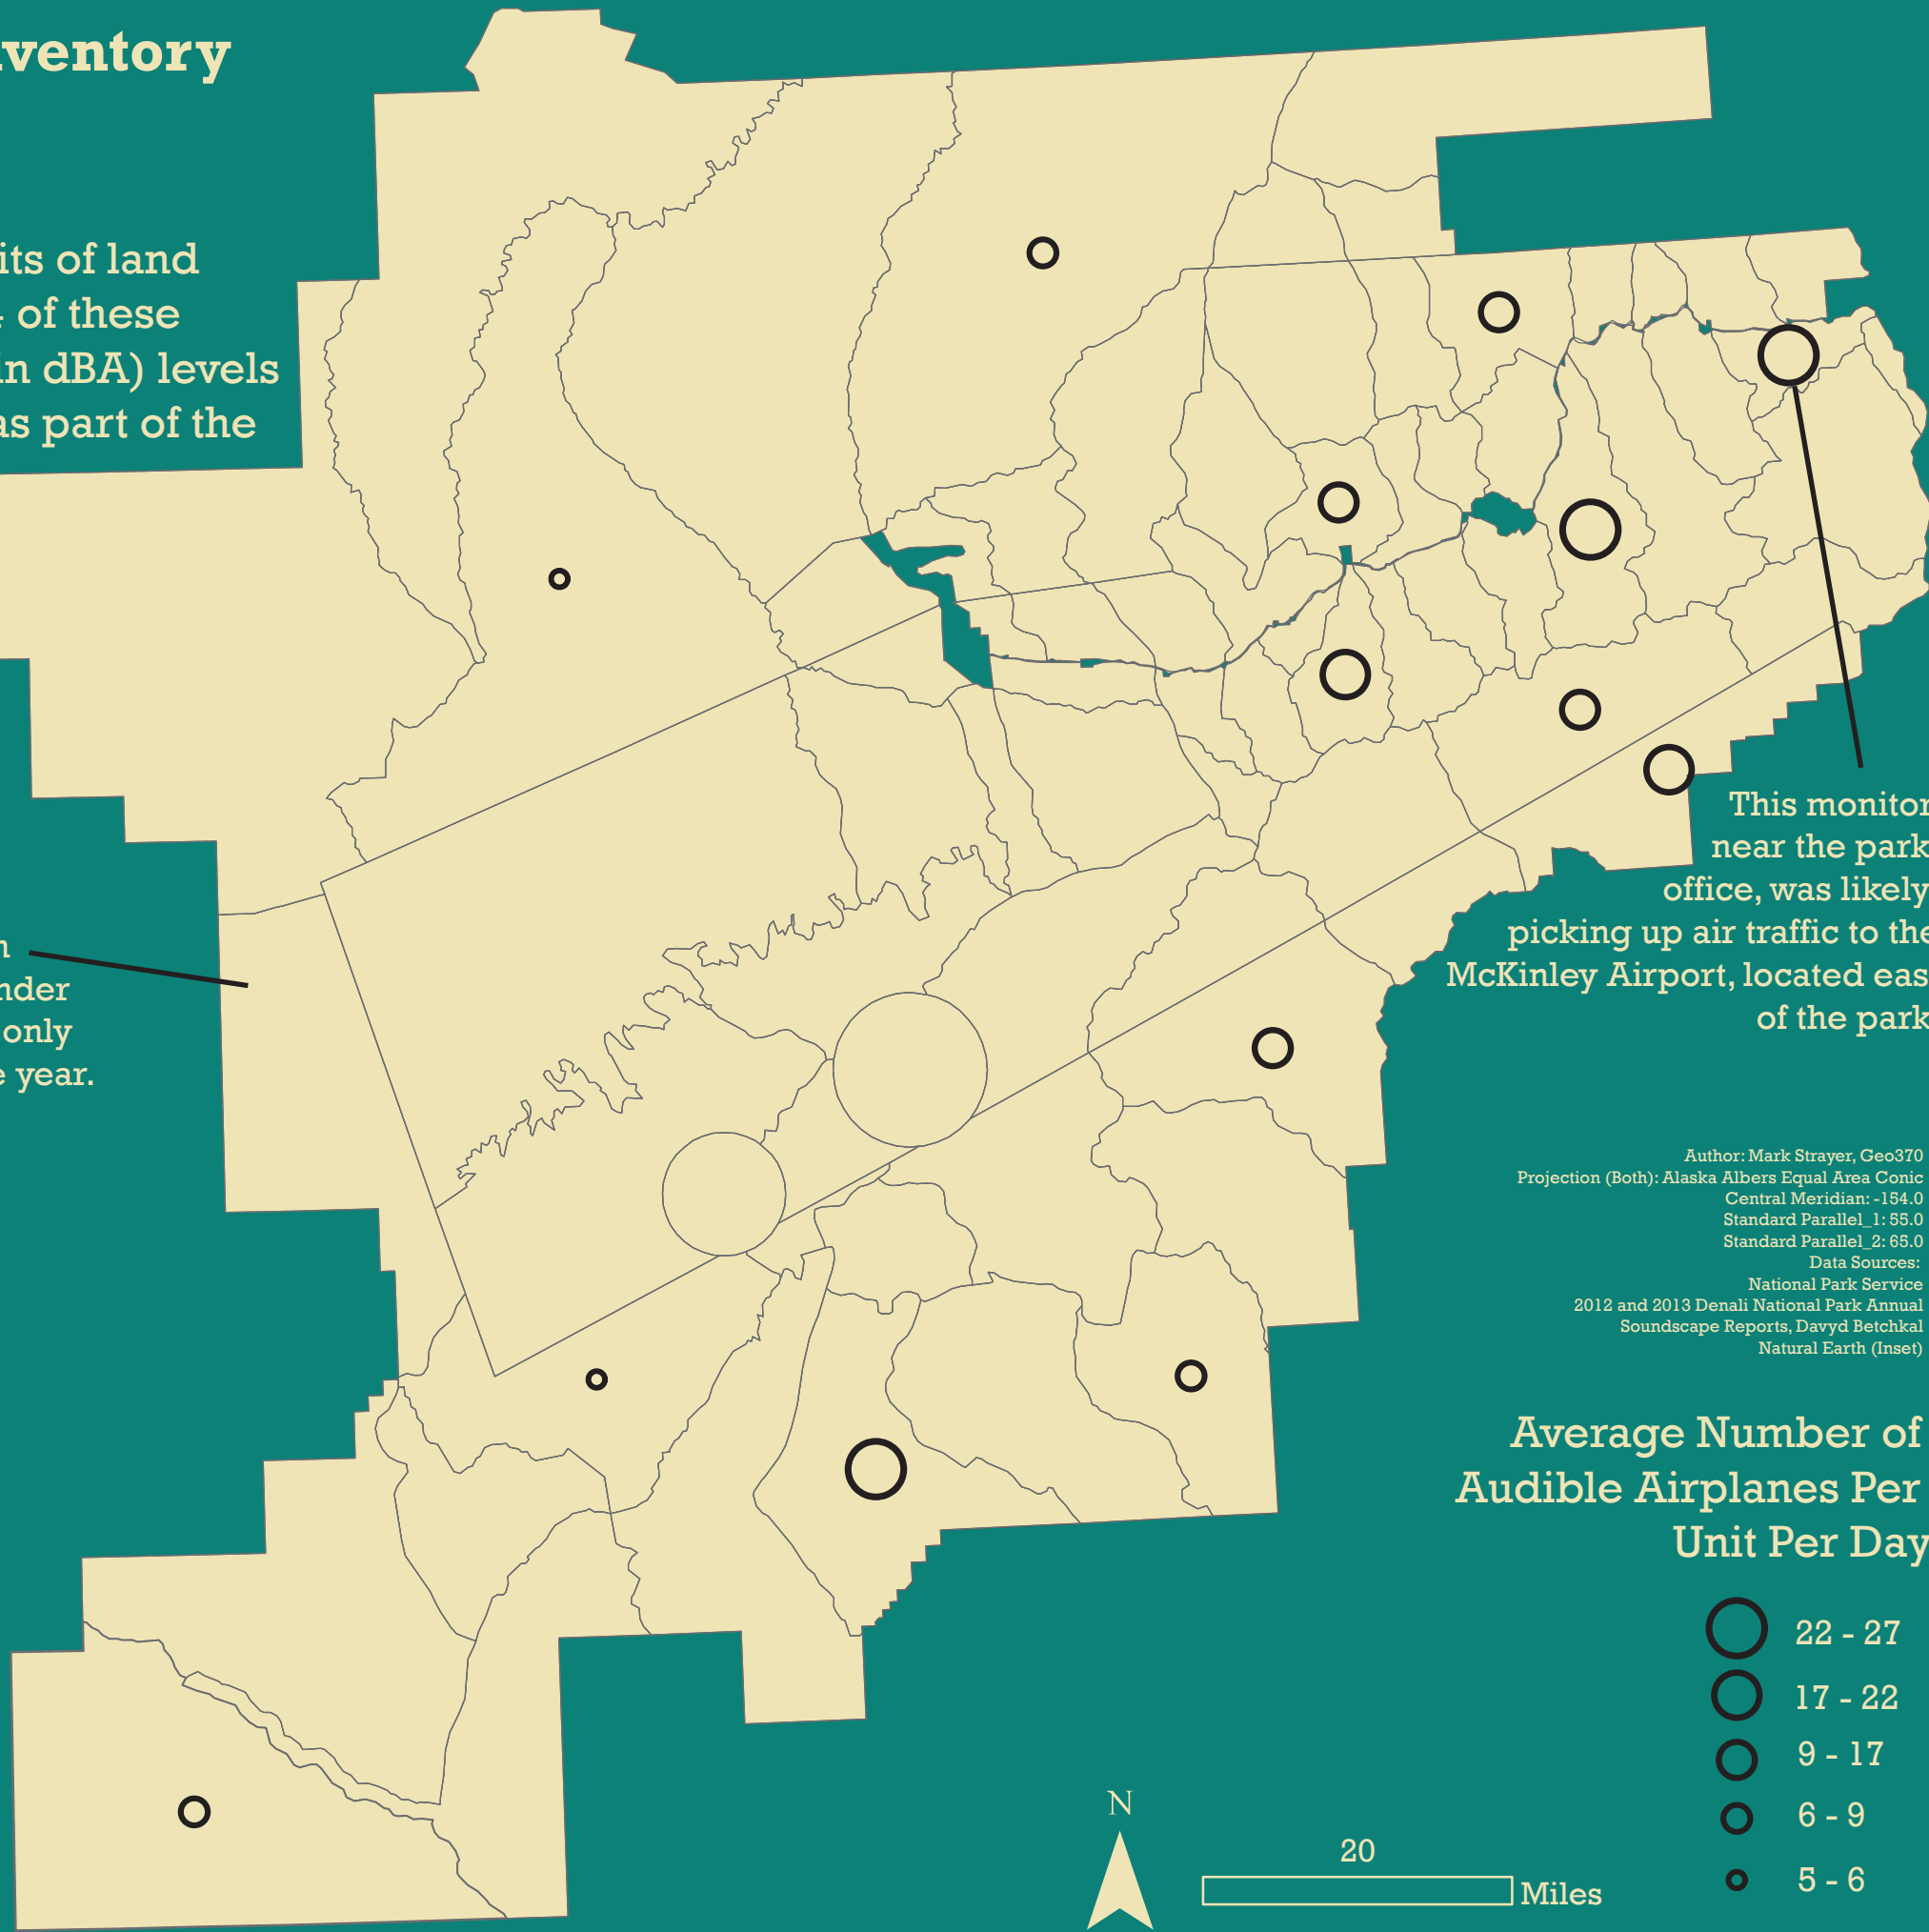 ventory
its of land
of these
in dBA) levels
as part of the
This monitor
near the park
office, was likely
picking up air traffic to the
McKinley Airport, located eas
of the park
n
nder
only
e year.
Author: Mark Strayer, Geo370
Projection (Both): Alaska Albers Equal Area Conic
Central Meridian: -154.0
Standard Parallel_1: 55.0
Standard Parallel_2: 65.0
Data Sources:
National Park Service
2012 and 2013 Denali National Park Annual
Soundscape Reports, Davyd Betchkal
Natural Earth (Inset)
Average Number of
Audible Airplanes Per
Unit Per Day
22 - 27
17 - 22
9 - 17
6 - 9
5 - 6
N
20
Miles